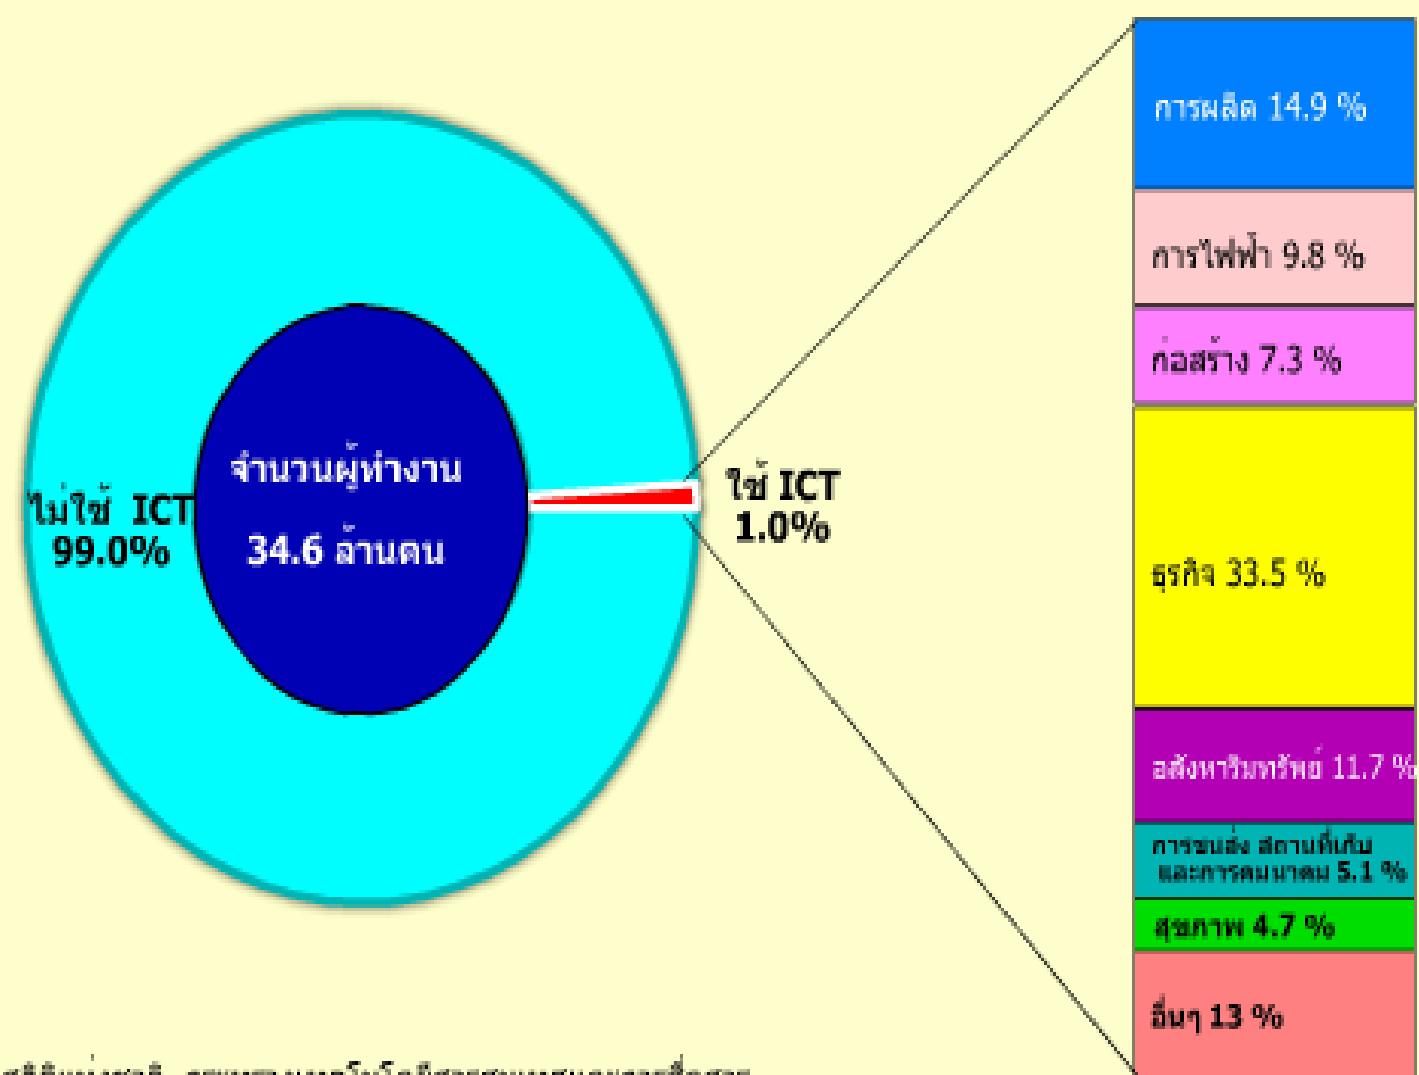 จำนวนผู้ทำงาน
34.6 ล้านคน
ไม่ใช้ ICT
99.0%
ใช้ ICT
1.0%
การผลิต 14.9 %
การไฟฟ้า 9.8 %
ก่อสร้าง 7.3 %
ธุรกิจ 33.5 %
อสังหาริมทรัพย์ 11.7 %
การขนส่ง สถานที่เก็บ
และการคมนาคม 5.1 %
สุขภาพ 4.7 %
อื่นๆ 13 %